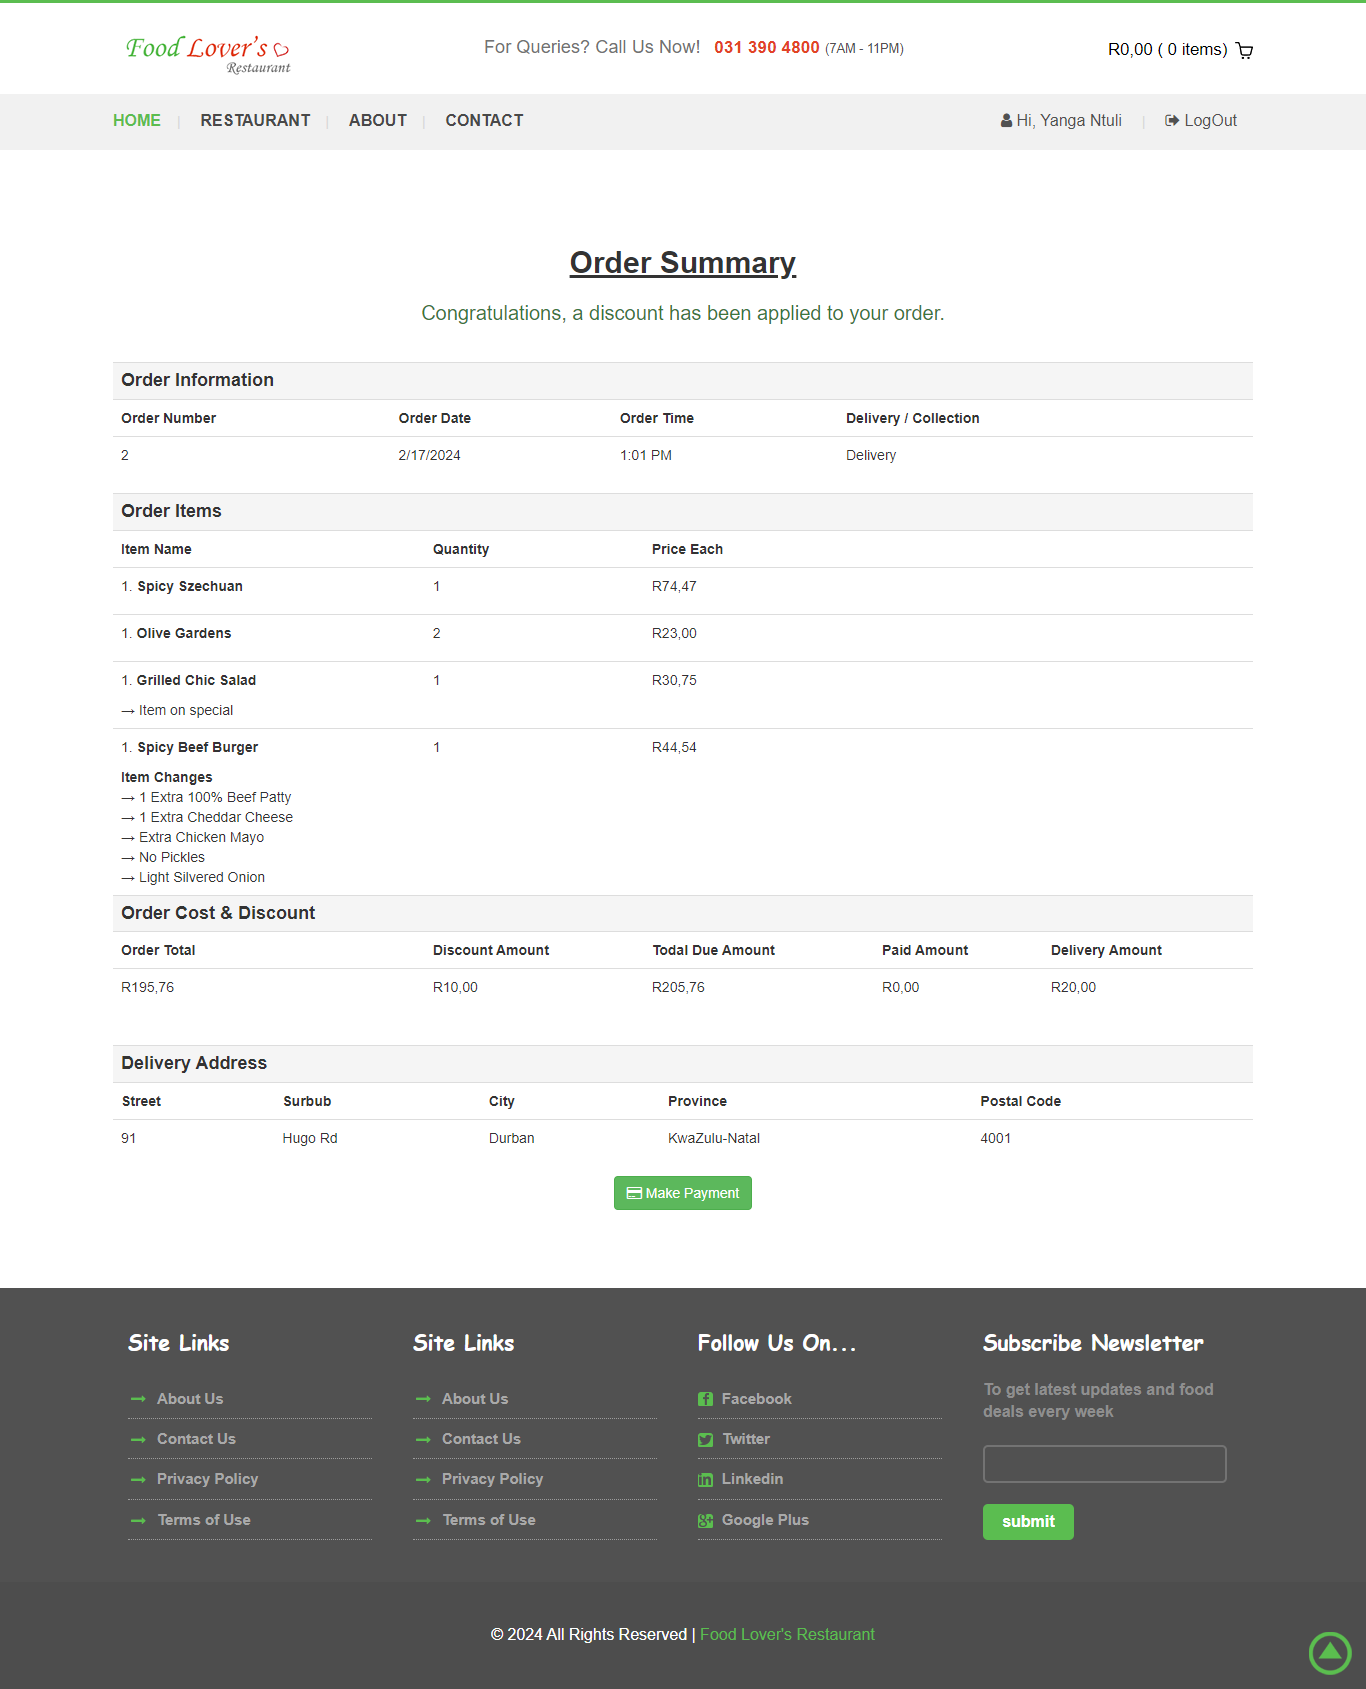 Food Lover's
Restaurant
For Queries? Call Us Now! 031 390 4800 (7AM - 11PM)
R0,00 ( 0 items)
HOME | RESTAURANT | ABOUT | CONTACT
Hi, Yanga Ntuli | LogOut
Order Summary
Congratulations, a discount has been applied to your order.
Order Information
Order Number Order Date Order Time Delivery / Collection
2 2/17/2024 1:01 PM Delivery
Order Items
Item Name Quantity Price Each
1. Spicy Szechuan 1 R74,47
1. Olive Gardens 2 R23,00
1. Grilled Chic Salad 1 R30,75
→ Item on special
1. Spicy Beef Burger 1 R44,54
Item Changes
→ 1 Extra 100% Beef Patty
→ 1 Extra Cheddar Cheese
→ Extra Chicken Mayo
→ No Pickles
→ Light Silvered Onion
Order Cost & Discount
Order Total Discount Amount Todal Due Amount Paid Amount Delivery Amount
R195,76 R10,00 R205,76 R0,00 R20,00
Delivery Address
Street Surbub City Province Postal Code
91 Hugo Rd Durban KwaZulu-Natal 4001
Make Payment
Site Links
About Us
Contact Us
Privacy Policy
Terms of Use
Site Links
About Us
Contact Us
Privacy Policy
Terms of Use
Follow Us On...
Facebook
Twitter
Linkedin
Google Plus
Subscribe Newsletter
To get latest updates and food
deals every week
submit
© 2024 All Rights Reserved | Food Lover's Restaurant